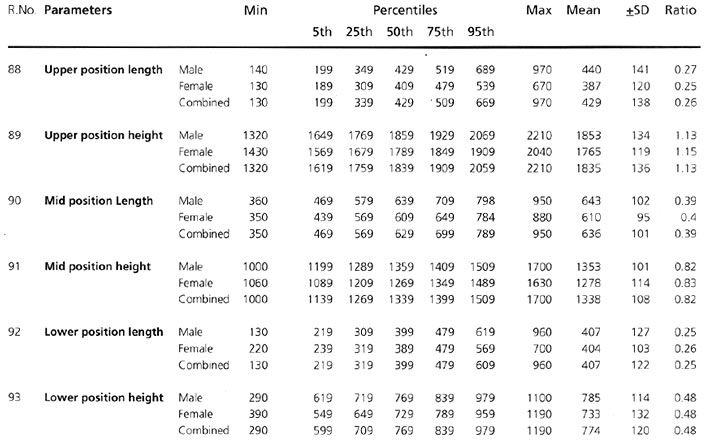 R.No. Parameters Min Percentiles Max Mean ±SD Ratio
5th 25th 50th 75th 95th
88 Upper position length Male 140 199 349 429 519 689 970 440 141 0.27
Female 130 189 309 409 479 539 670 387 120 0.25
Combined 130 199 339 429 509 669 970 429 138 0.26
89 Upper position height Male 1320 1649 1769 1859 1929 2069 2210 1853 134 1.13
Female 1430 1569 1679 1789 1849 1909 2040 1765 119 1.15
Combined 1320 1619 1759 1839 1909 2059 2210 1835 136 1.13
90 Mid position Length Male 360 469 579 639 709 798 950 643 102 0.39
Female 350 439 569 609 649 784 880 610 95 0.4
Combined 350 469 569 629 699 789 950 636 101 0.39
91 Mid position height Male 1000 1199 1289 1359 1409 1509 1700 1353 101 0.82
Female 1060 1089 1209 1269 1349 1489 1630 1278 114 0.83
Combined 1000 1139 1269 1339 1399 1509 1700 1338 108 0.82
92 Lower position length Male 130 219 309 399 479 619 960 407 127 0.25
Female 220 239 319 389 479 569 700 404 103 0.26
Combined 130 219 319 399 479 609 960 407 122 0.25
93 Lower position height Male 290 619 719 769 839 979 1100 785 114 0.48
Female 390 549 649 729 789 959 1190 733 132 0.48
Combined 290 599 709 769 839 979 1190 774 120 0.48